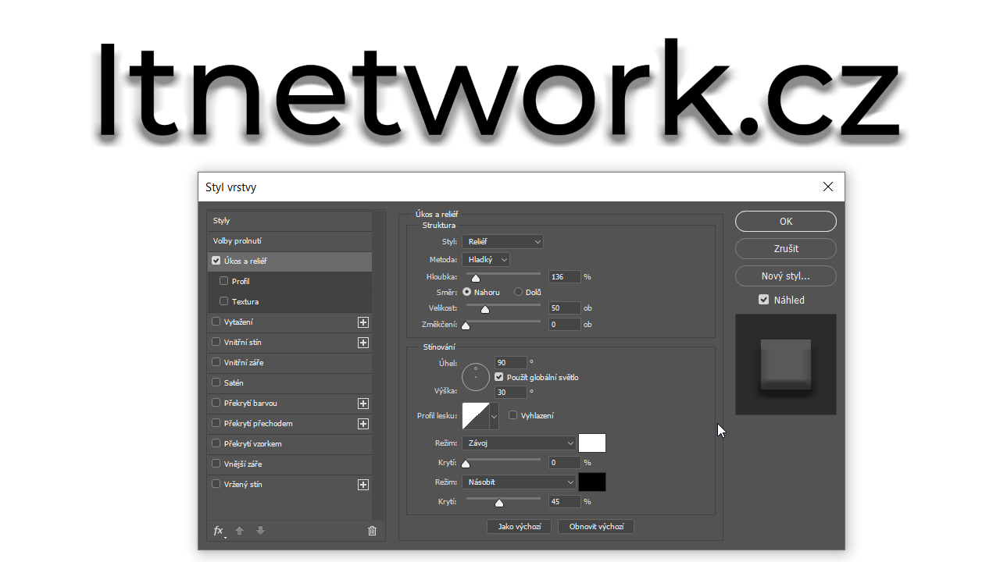 Itnetwork.cz
Styl vrstvy
Styly
Volby prolnutí
Úkos a reliéf
Profil
Textura
Vytažení
Vnitřní stín
Vnitřní záře
Satén
Překrytí barvou
Překrytí přechodem
Překrytí vzorkem
Vnější záře
Vržený stín
fx
Úkos a reliéf
Struktura
Styl: Reliéf
Metoda: Hladký
Hloubka: 136 %
Směr: Nahoru Dolů
Velikost: 50 ob
Změkčení: 0 ob
Stínování
Úhel: 90 °
Použít globální světlo
Výška: 30 °
Profil lesku: Vyhlazení
Režim: Závoj
Krytí: 0 %
Režim: Násobit
Krytí: 45 %
Jako výchozí Obnovit výchozí
OK
Zrušit
Nový styl...
Náhled